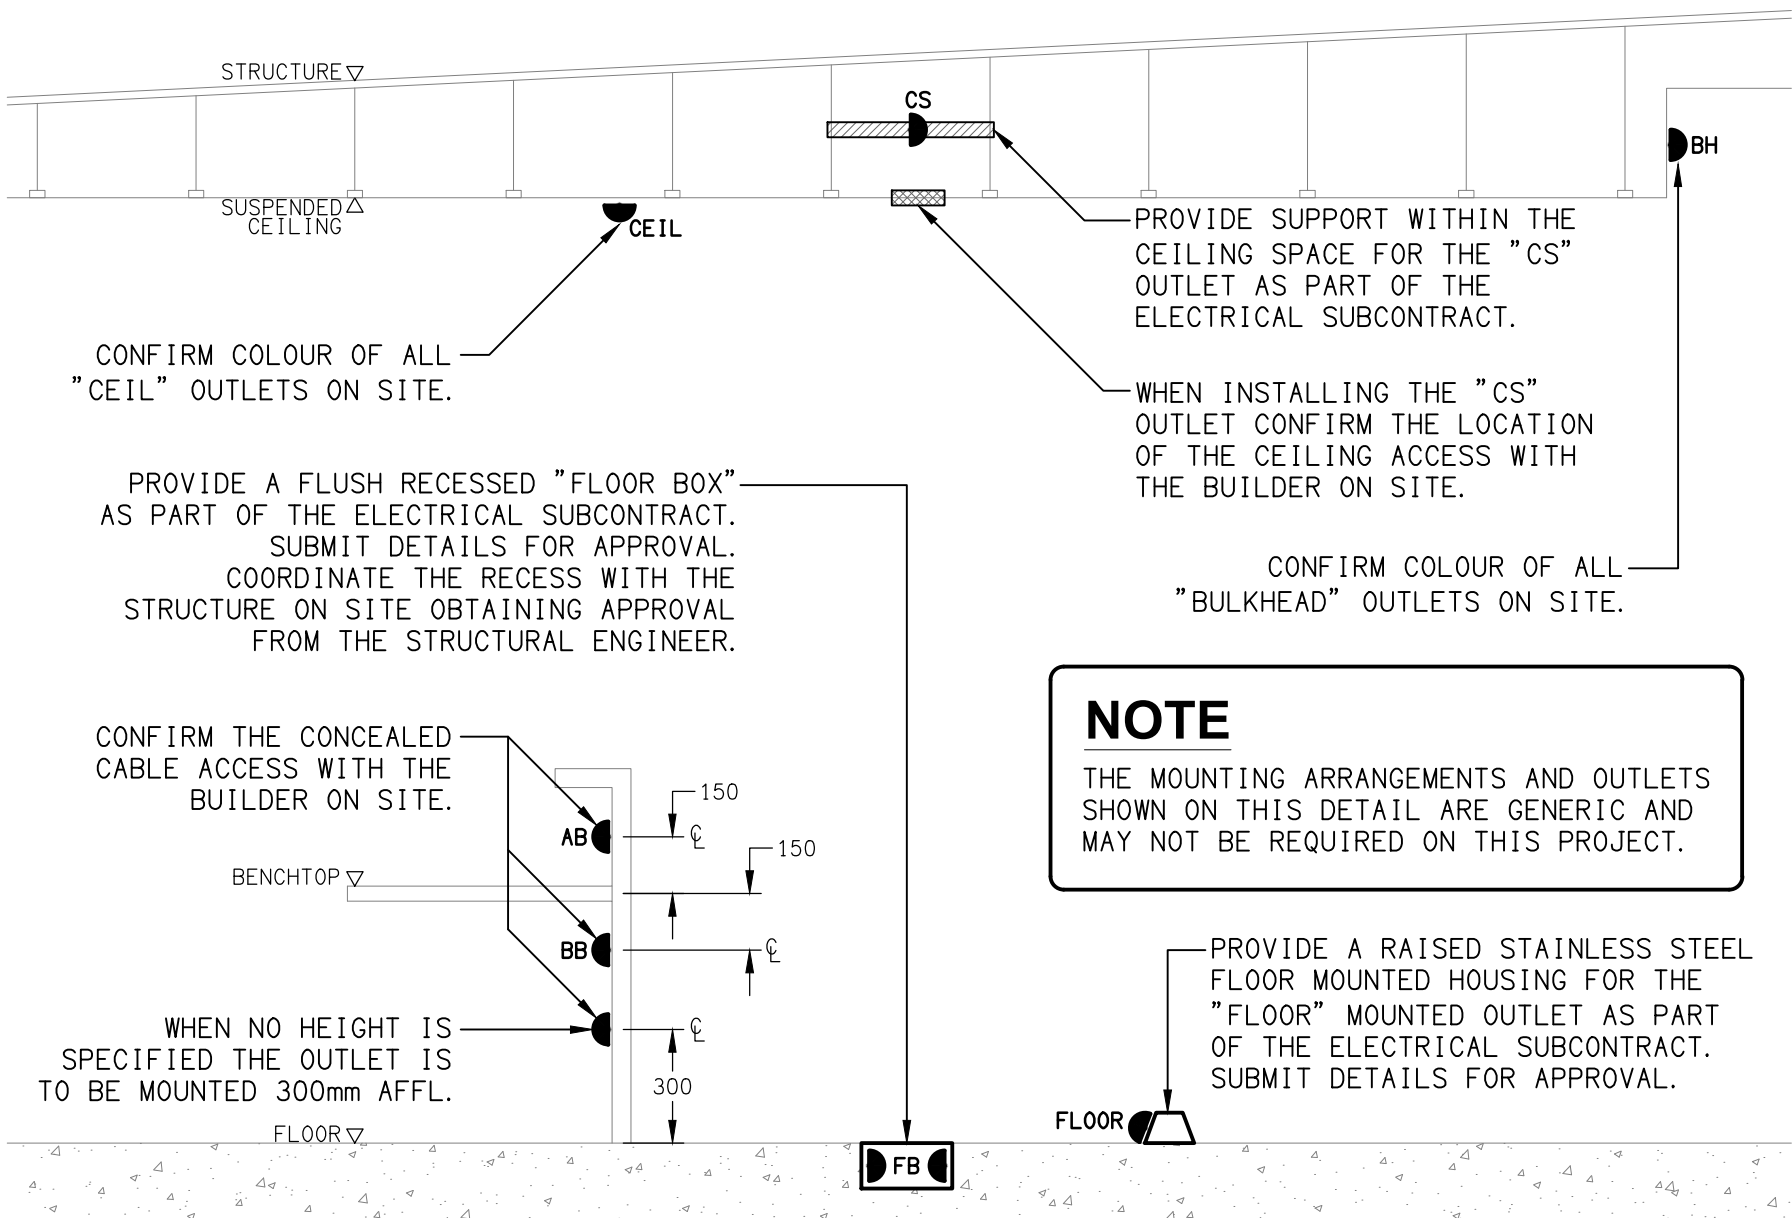 STRUCTURE
CS
BH
SUSPENDED
CEILING
CEIL
PROVIDE SUPPORT WITHIN THE
CEILING SPACE FOR THE "CS"
OUTLET AS PART OF THE
ELECTRICAL SUBCONTRACT.
CONFIRM COLOUR OF ALL
"CEIL" OUTLETS ON SITE.
WHEN INSTALLING THE "CS"
OUTLET CONFIRM THE LOCATION
OF THE CEILING ACCESS WITH
THE BUILDER ON SITE.
PROVIDE A FLUSH RECESSED "FLOOR BOX"
AS PART OF THE ELECTRICAL SUBCONTRACT.
SUBMIT DETAILS FOR APPROVAL.
COORDINATE THE RECESS WITH THE
STRUCTURE ON SITE OBTAINING APPROVAL
FROM THE STRUCTURAL ENGINEER.
CONFIRM COLOUR OF ALL
"BULKHEAD" OUTLETS ON SITE.
NOTE
THE MOUNTING ARRANGEMENTS AND OUTLETS
SHOWN ON THIS DETAIL ARE GENERIC AND
MAY NOT BE REQUIRED ON THIS PROJECT.
CONFIRM THE CONCEALED
CABLE ACCESS WITH THE
BUILDER ON SITE.
150
AB
℄
150
BENCHTOP
BB
℄
WHEN NO HEIGHT IS
SPECIFIED THE OUTLET IS
TO BE MOUNTED 300mm AFFL.
℄
300
PROVIDE A RAISED STAINLESS STEEL
FLOOR MOUNTED HOUSING FOR THE
"FLOOR" MOUNTED OUTLET AS PART
OF THE ELECTRICAL SUBCONTRACT.
SUBMIT DETAILS FOR APPROVAL.
FLOOR
FLOOR
FB